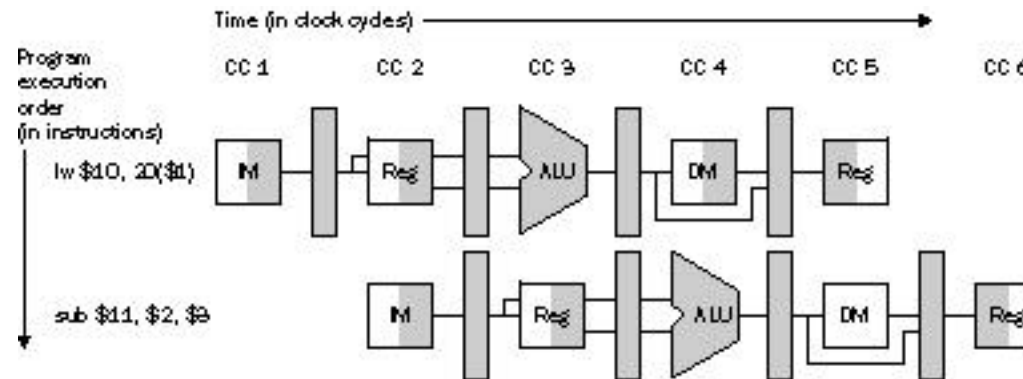 Time (in clock cycles)
Program
execution
order
(in instructions)
CC 1 CC 2 CC 3 CC 4 CC 5 CC 6
lw $10, 20($1)
IM Reg ALU DM Reg
sub $11, $2, $3
IM Reg ALU DM Reg